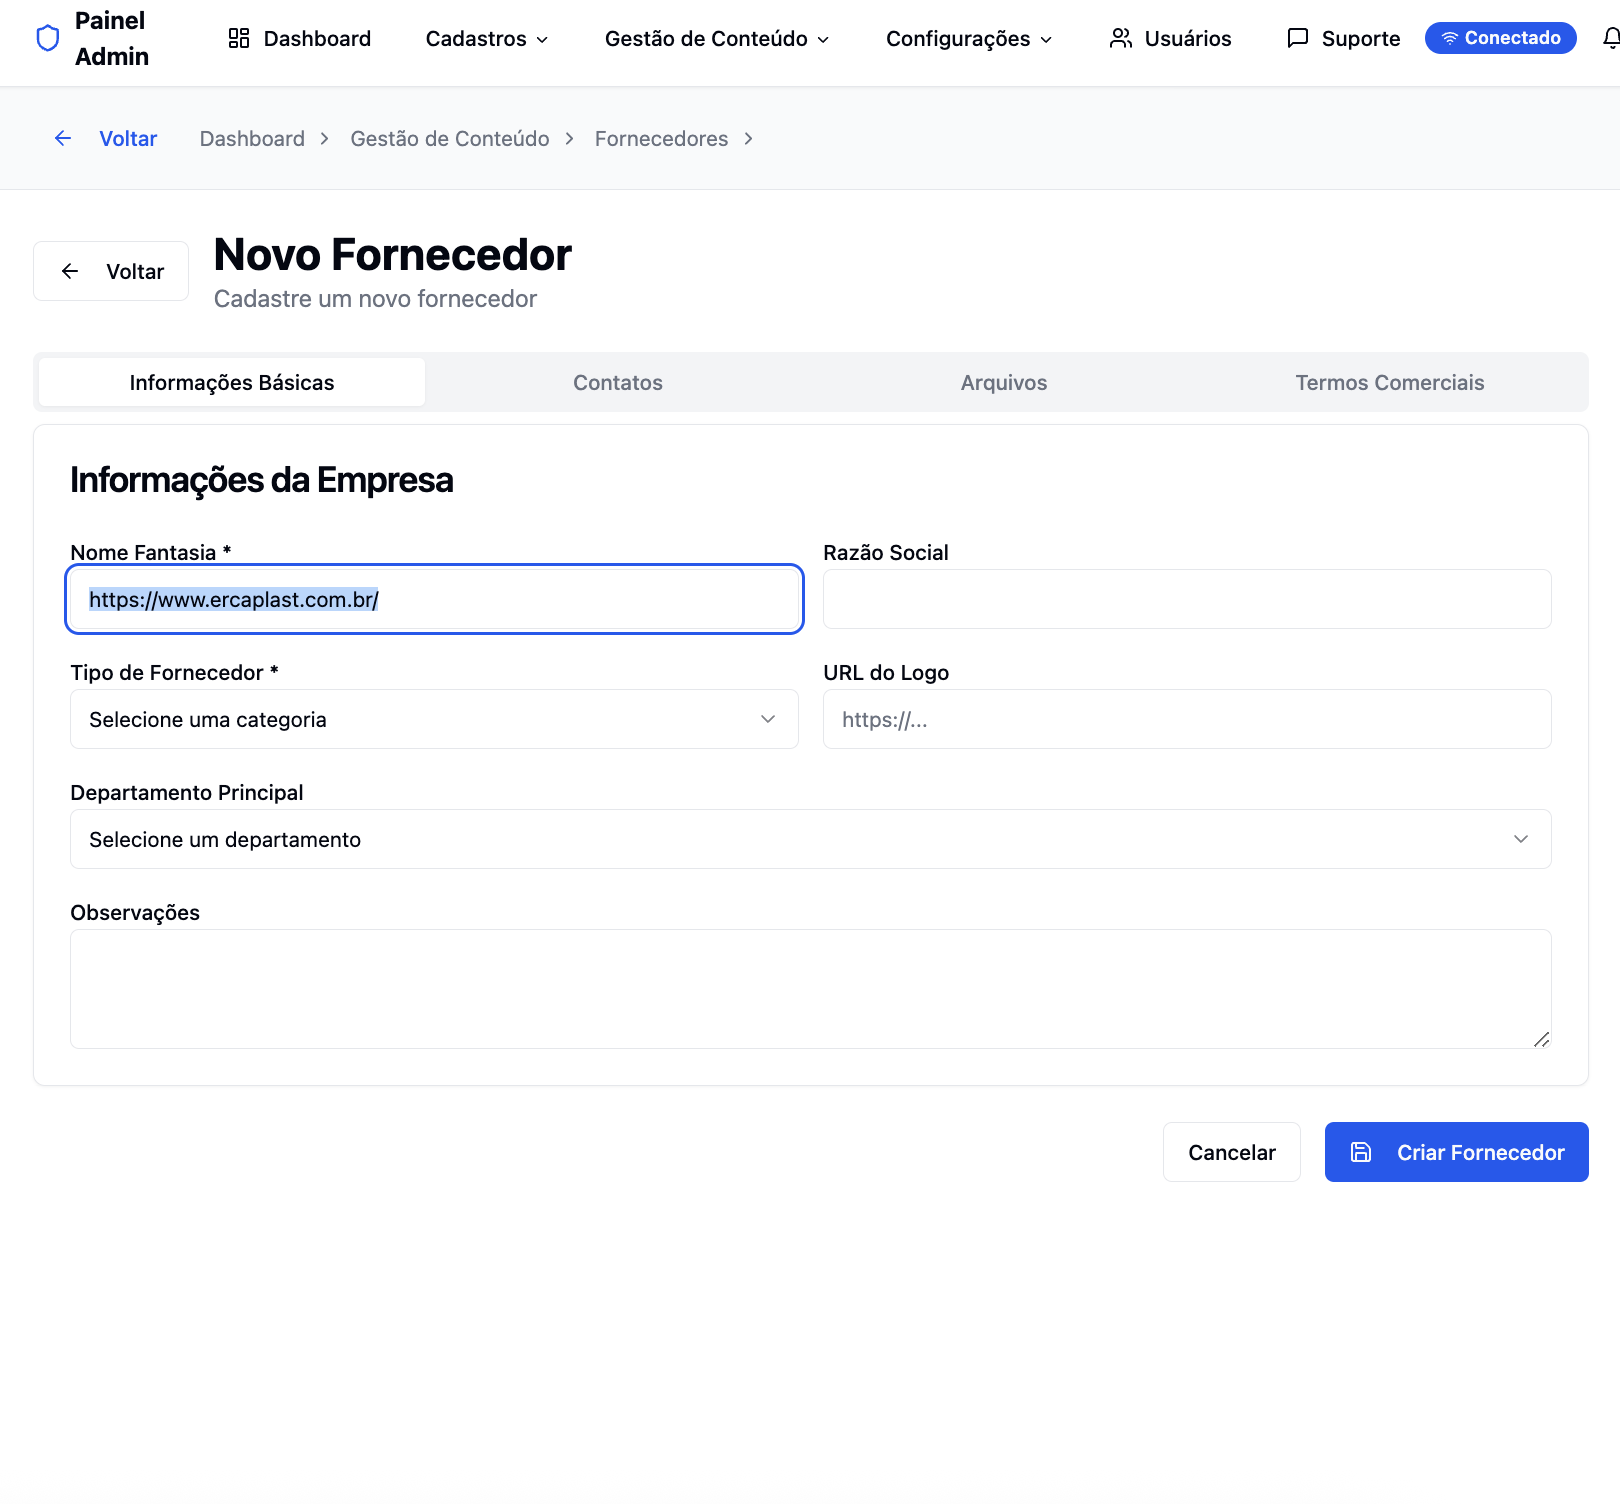 Painel
Admin
Dashboard
Cadastros
Gestão de Conteúdo
Configurações
Usuários
Suporte
Conectado
Voltar
Dashboard
Gestão de Conteúdo
Fornecedores
Voltar
Novo Fornecedor
Cadastre um novo fornecedor
Informações Básicas
Contatos
Arquivos
Termos Comerciais
Informações da Empresa
Nome Fantasia *
Razão Social
https://www.ercaplast.com.br/
Tipo de Fornecedor *
URL do Logo
Selecione uma categoria
https://...
Departamento Principal
Selecione um departamento
Observações
Cancelar
Criar Fornecedor